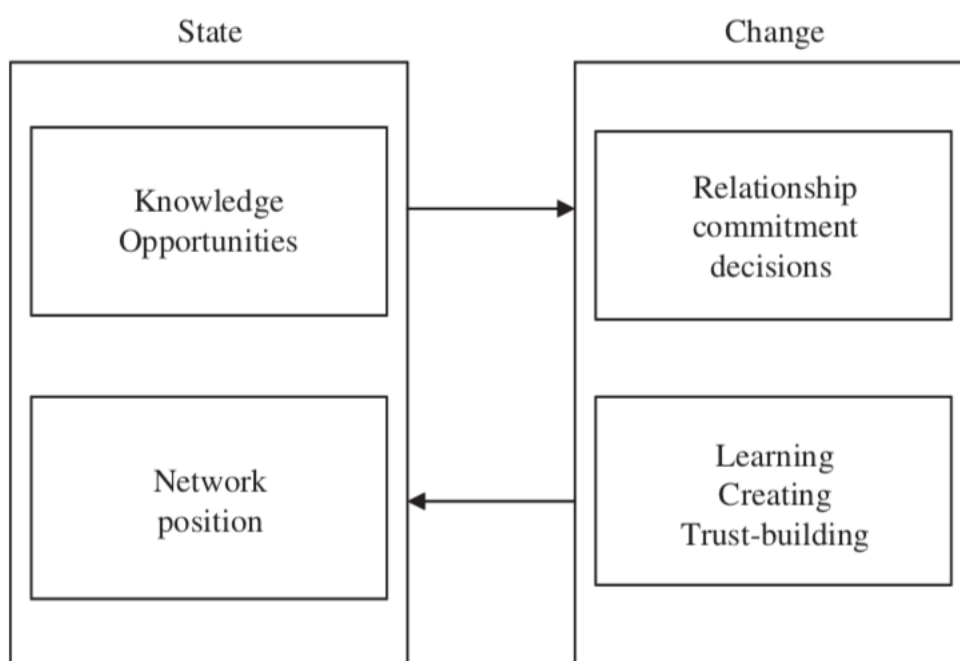 State
Change
Knowledge
Opportunities
Relationship
commitment
decisions
Network
position
Learning
Creating
Trust-building